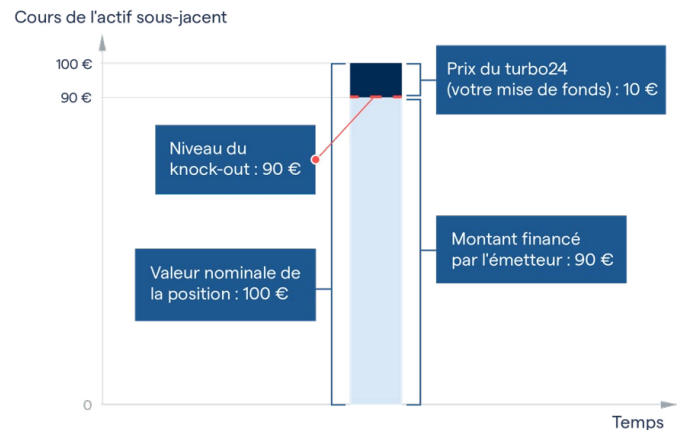 Cours de l'actif sous-jacent
100 €
90 €
Prix du turbo24
(votre mise de fonds) : 10 €
Niveau du
knock-out : 90 €
Montant financé
par l'émetteur : 90 €
Valeur nominale de
la position : 100 €
0
Temps